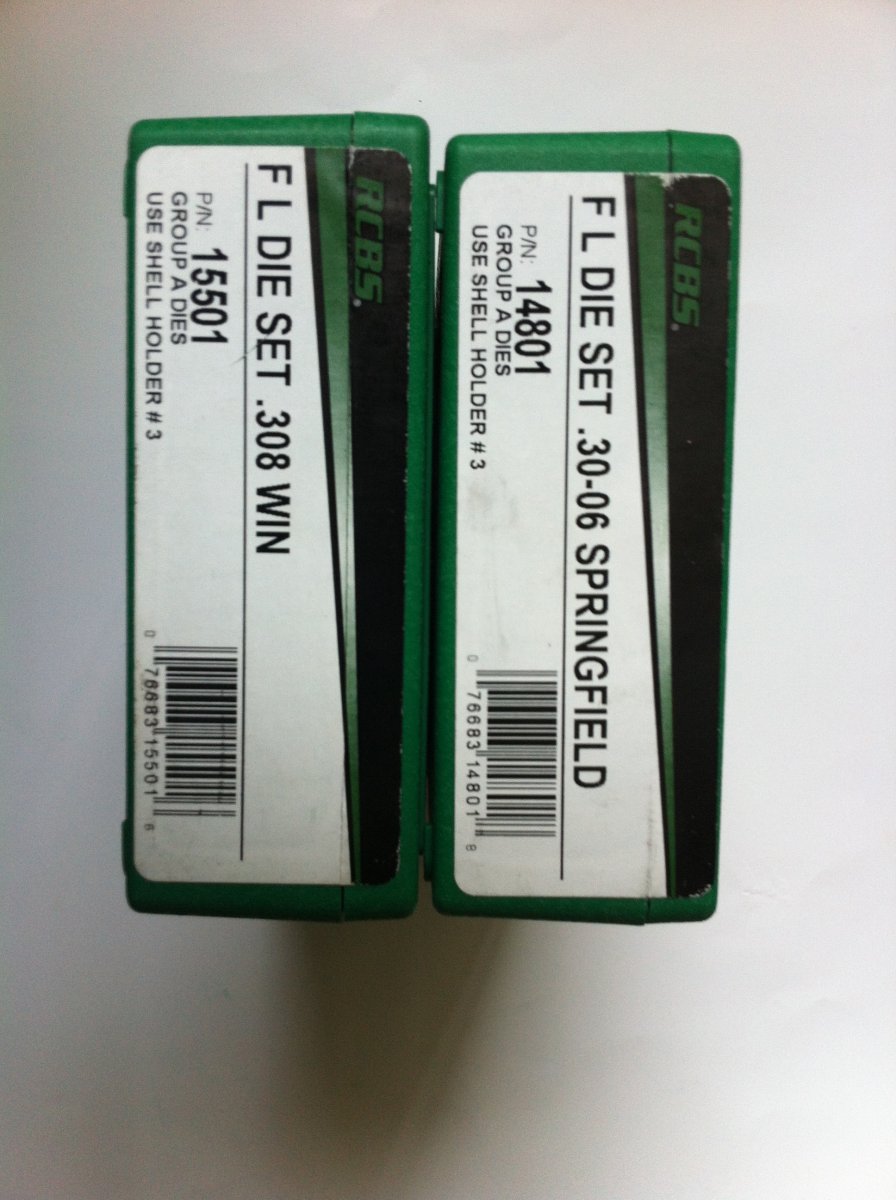 RCBS®
F L DIE SET .308 WIN
P/N: 15501
GROUP A DIES
USE SHELL HOLDER # 3
0 76683 15501 6
RCBS®
F L DIE SET .30-06 SPRINGFIELD
P/N: 14801
GROUP A DIES
USE SHELL HOLDER # 3
0 76683 14801 8